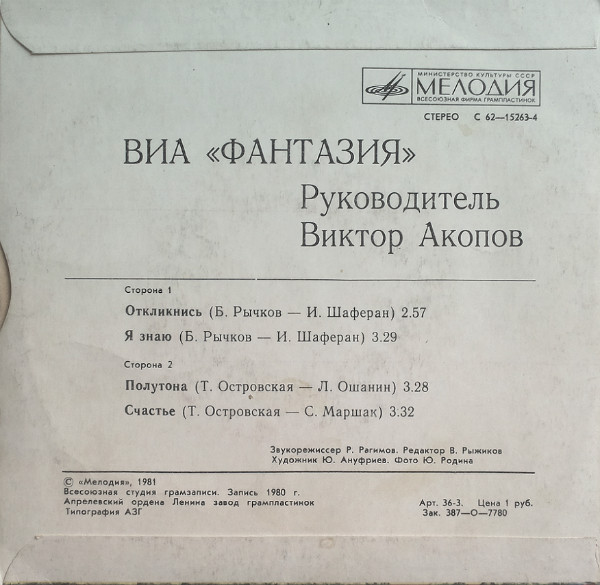 МИНИСТЕРСТВО КУЛЬТУРЫ СССР
МЕЛОДИЯ
ВСЕСОЮЗНАЯ ФИРМА ГРАМПЛАСТИНОК
СТЕРЕО С 62—15263-4
ВИА «ФАНТАЗИЯ»
Руководитель
Виктор Акопов
Сторона 1
Откликнись (Б. Рычков — И. Шаферан) 2.57
Я знаю (Б. Рычков — И. Шаферан) 3.29
Сторона 2
Полутона (Т. Островская — Л. Ошанин) 3.28
Счастье (Т. Островская — С. Маршак) 3.32
Звукорежиссер Р. Рагимов. Редактор В. Рыжиков
Художник Ю. Ануфриев. Фото Ю. Родина
© «Мелодия», 1981
Всесоюзная студия грамзаписи. Запись 1980 г.
Апрелевский ордена Ленина завод грампластинок
Типография АЗГ
Арт. 36-3. Цена 1 руб.
Зак. 387—О—7780